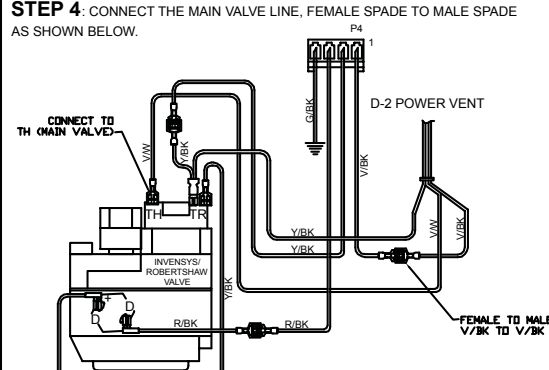 STEP 4: CONNECT THE MAIN VALVE LINE, FEMALE SPADE TO MALE SPADE
AS SHOWN BELOW.
P4
1
G/BK
D-2 POWER VENT
CONNECT TO
TH (MAIN VALVE)
V/W
Y/BK
V/BK
TH
TR
Y/BK
Y/BK
V/W
V/BK
INVENSYS/
ROBERTSHAW
VALVE
Y/BK
+
D
D
R/BK
R/BK
FEMALE TO MALE
V/BK TO V/BK